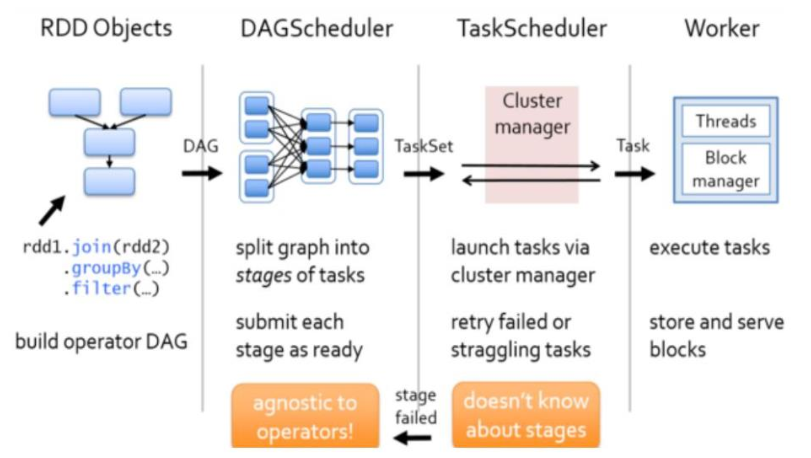 RDD Objects
DAGScheduler
TaskScheduler
Worker
DAG
TaskSet
Cluster
manager
Task
Threads
Block
manager
rdd1.join(rdd2)
.groupBy(…)
.filter(…)
build operator DAG
split graph into
stages of tasks
submit each
stage as ready
agnostic to
operators!
launch tasks via
cluster manager
retry failed or
straggling tasks
stage
failed
doesn't know
about stages
execute tasks
store and serve
blocks